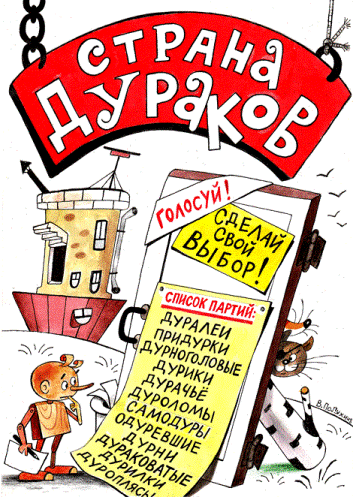 СТРАНА
ДУРАКОВ
ГОЛОСУЙ!
СДЕЛАЙ
СВОЙ
ВЫБОР!
СПИСОК ПАРТИЙ:
ДУРАЛЕИ
ПРИДУРКИ
ДУРНОГОЛОВЫЕ
ДУРИКИ
ДУРАЧЬЁ
ДУРОЛОМЫ
САМОДУРЫ
ОДУРЕВШИЕ
ДУРНИ
ДУРАКОВАТЫЕ
ДУРИЛКИ
ДУРОПЛЯСЫ